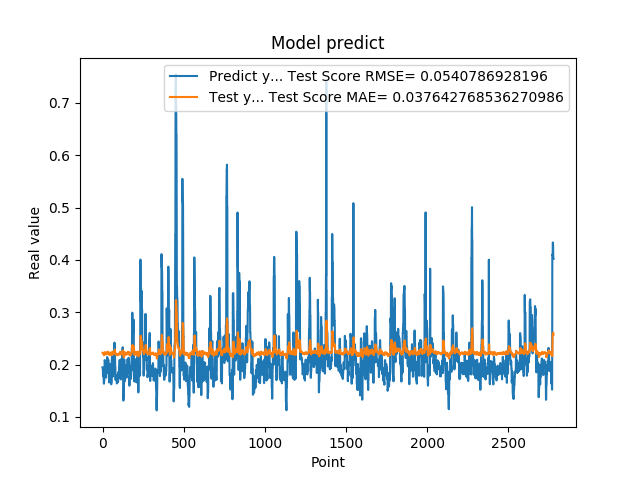 Model predict
Predict y... Test Score RMSE= 0.0540786928196
Test y... Test Score MAE= 0.037642768536270986
Real value
0.7
0.6
0.5
0.4
0.3
0.2
0.1
0 500 1000 1500 2000 2500
Point